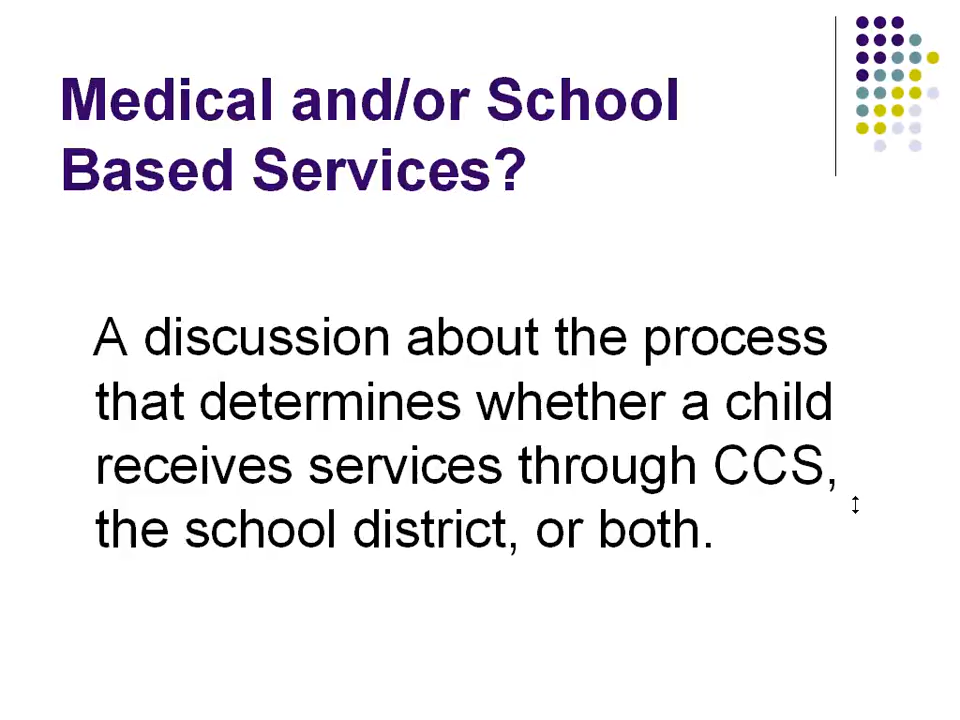 Medical and/or School
Based Services?
A discussion about the process
that determines whether a child
receives services through CCS,
the school district, or both.